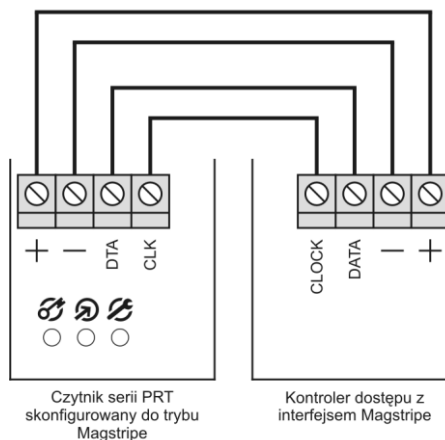 + — DTA CLK
CLOCK DATA — +
Czytnik serii PRT
skonfigurowany do trybu
Magstripe
Kontroler dostępu z
interfejsem Magstripe